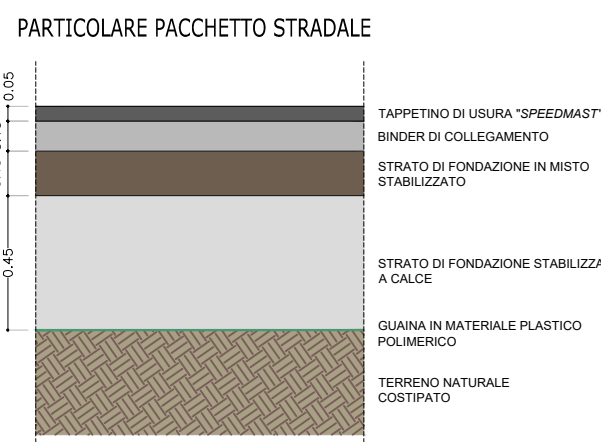 PARTICOLARE PACCHETTO STRADALE
0.05
TAPPETINO DI USURA "SPEEDMAST"
BINDER DI COLLEGAMENTO
STRATO DI FONDAZIONE IN MISTO
STABILIZZATO
0.45
STRATO DI FONDAZIONE STABILIZZA
A CALCE
GUAINA IN MATERIALE PLASTICO
POLIMERICO
TERRENO NATURALE
COSTIPATO